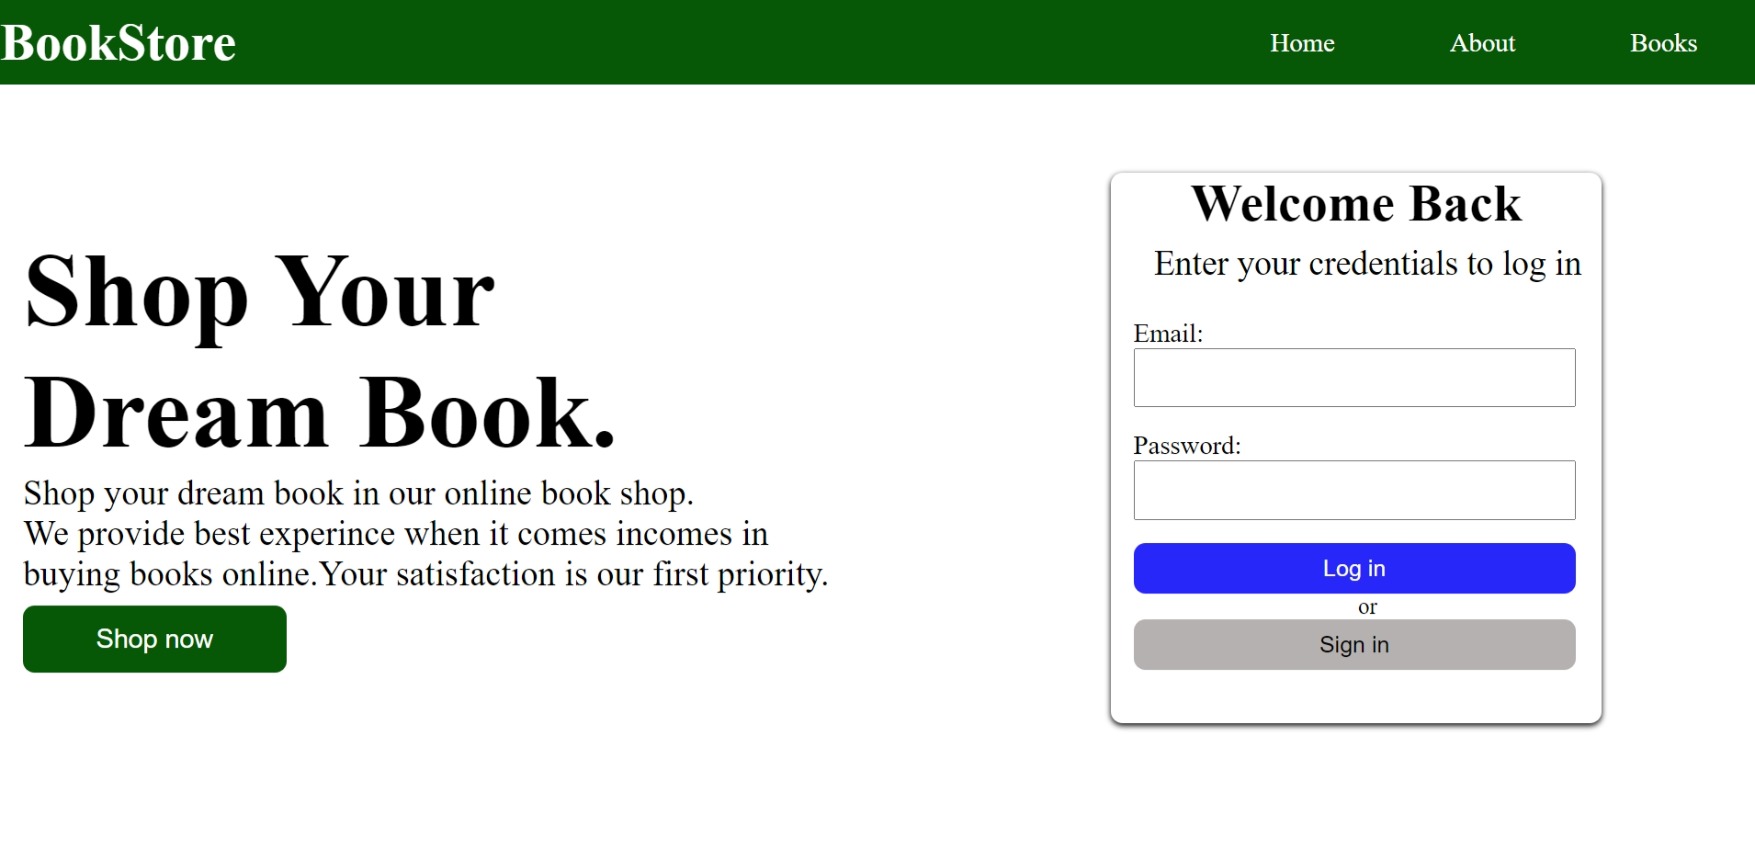 BookStore
Home About Books
Shop Your
Dream Book.
Shop your dream book in our online book shop.
We provide best experince when it comes incomes in
buying books online.Your satisfaction is our first priority.
Shop now
Welcome Back
Enter your credentials to log in
Email:
Password:
Log in
or
Sign in